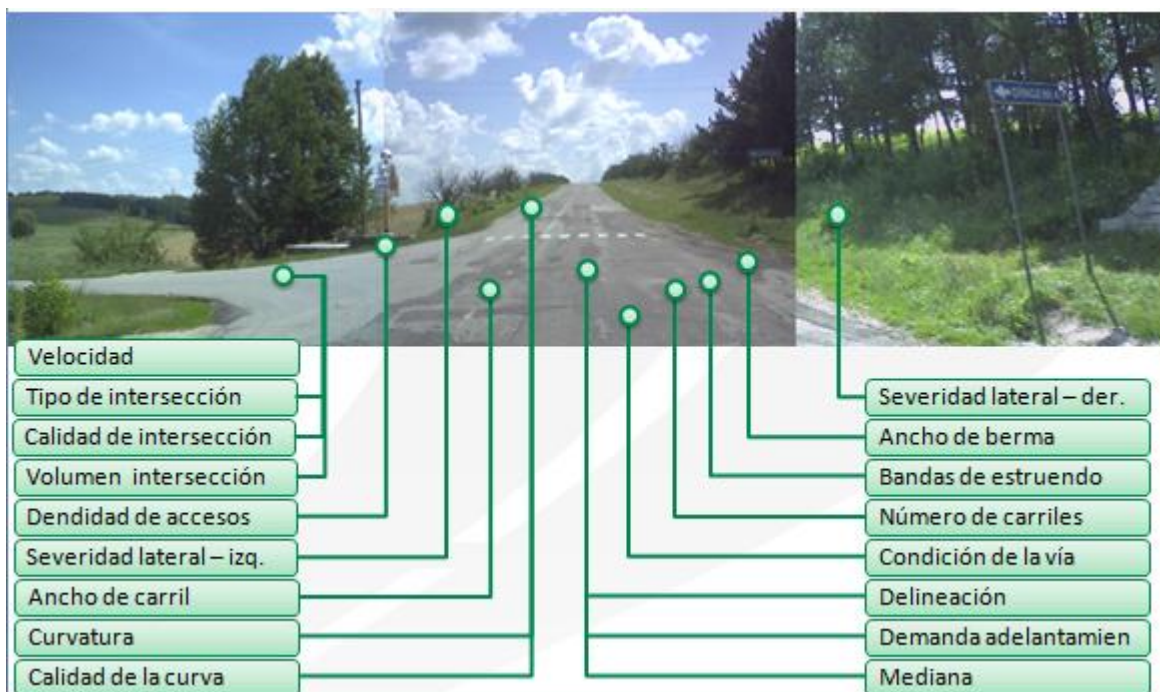 Velocidad
Tipo de intersección
Calidad de intersección
Volumen intersección
Dendidad de accesos
Severidad lateral – izq.
Ancho de carril
Curvatura
Calidad de la curva
Severidad lateral – der.
Ancho de berma
Bandas de estruendo
Número de carriles
Condición de la vía
Delineación
Demanda adelantamien
Mediana